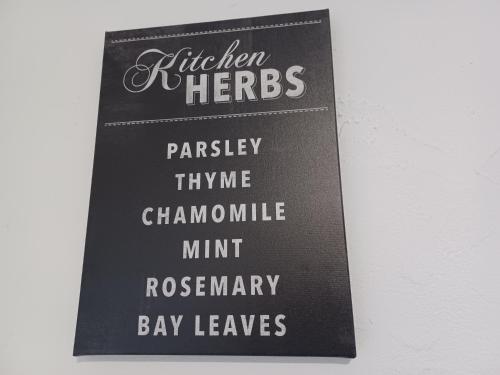 Kitchen
HERBS
PARSLEY
THYME
CHAMOMILE
MINT
ROSEMARY
BAY LEAVES